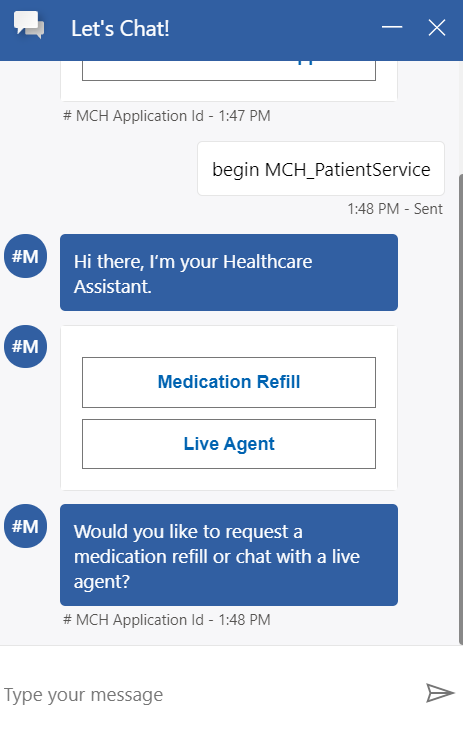 Let's Chat!
# MCH Application Id - 1:47 PM
begin MCH_PatientService
1:48 PM - Sent
#M
Hi there, I'm your Healthcare
Assistant.
#M
Medication Refill
Live Agent
#M
Would you like to request a
medication refill or chat with a live
agent?
# MCH Application Id - 1:48 PM
Type your message